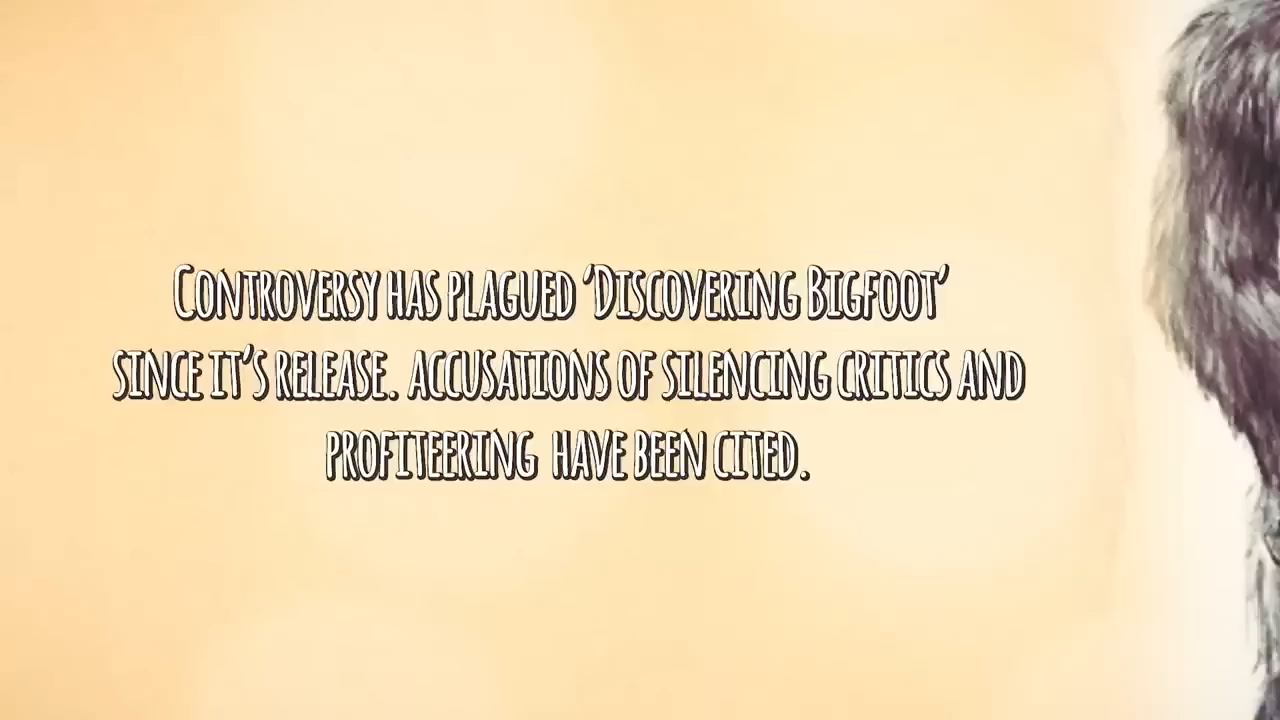 Controversy has plagued 'Discovering Bigfoot'
since it's release. accusations of silencing critics and
profiteering have been cited.